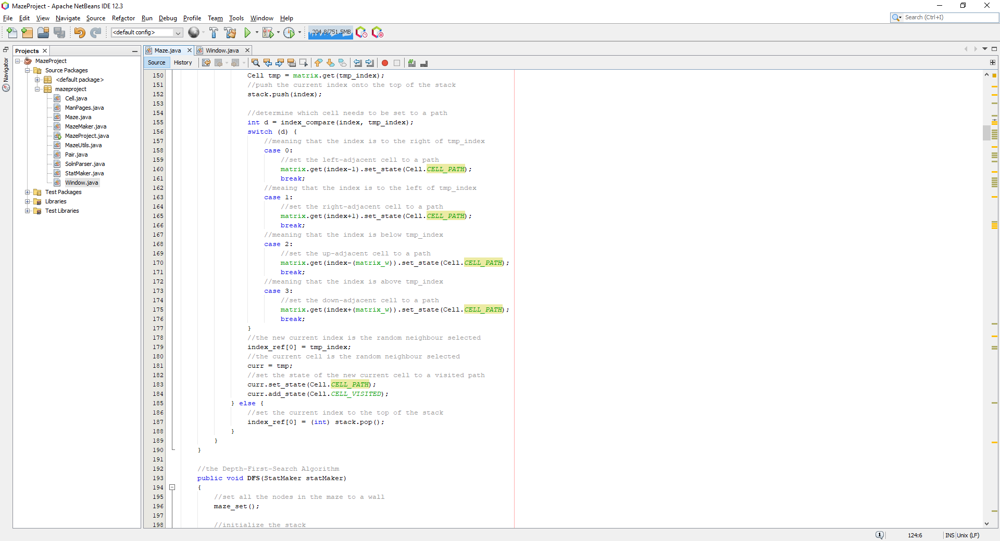 MazeProject - Apache NetBeans IDE 12.3
File Edit View Navigate Source Refactor Run Debug Profile Team Tools Window Help
Search (Ctrl+I)
<default config>
204.8/751.5MB
Projects
Navigator
MazeProject
Source Packages
<default package>
mazeproject
Cell.java
ManPages.java
Maze.java
MazeMaker.java
MazeProject.java
MazeUtils.java
Pair.java
SolnParser.java
StatMaker.java
Window.java
Test Packages
Libraries
Test Libraries
Maze.java Window.java
Source History
150 Cell tmp = matrix.get(tmp_index);
151 //push the current index onto the top of the stack
152 stack.push(index);
153
154 //determine which cell needs to be set to a path
155 int d = index_compare(index, tmp_index);
156 switch (d) {
157 //meaning that the index is to the right of tmp_index
158 case 0:
159 //set the left-adjacent cell to a path
160 matrix.get(index-1).set_state(Cell.CELL_PATH);
161 break;
162 //meaing that the index is to the left of tmp_index
163 case 1:
164 //set the right-adjacent cell to a path
165 matrix.get(index+1).set_state(Cell.CELL_PATH);
166 break;
167 //meaning that the index is below tmp_index
168 case 2:
169 //set the up-adjacent cell to a path
170 matrix.get(index-(matrix_w)).set_state(Cell.CELL_PATH);
171 break;
172 //meaning that the index is above tmp_index
173 case 3:
174 //set the down-adjacent cell to a path
175 matrix.get(index+(matrix_w)).set_state(Cell.CELL_PATH);
176 break;
177 }
178 //the new current index is the random neighbour selected
179 index_ref[0] = tmp_index;
180 //the current cell is the random neighbour selected
181 curr = tmp;
182 //set the state of the new current cell to a visited path
183 curr.set_state(Cell.CELL_PATH);
184 curr.add_state(Cell.CELL_VISITED);
185 } else {
186 //set the current index to the top of the stack
187 index_ref[0] = (int) stack.pop();
188 }
189 }
190 }
191
192 //the Depth-First-Search Algorithm
193 public void DFS(StatMaker statMaker)
194 {
195 //set all the nodes in the maze to a wall
196 maze_set();
197
198 //initialize the stack
1 124:6 INS Unix (LF)